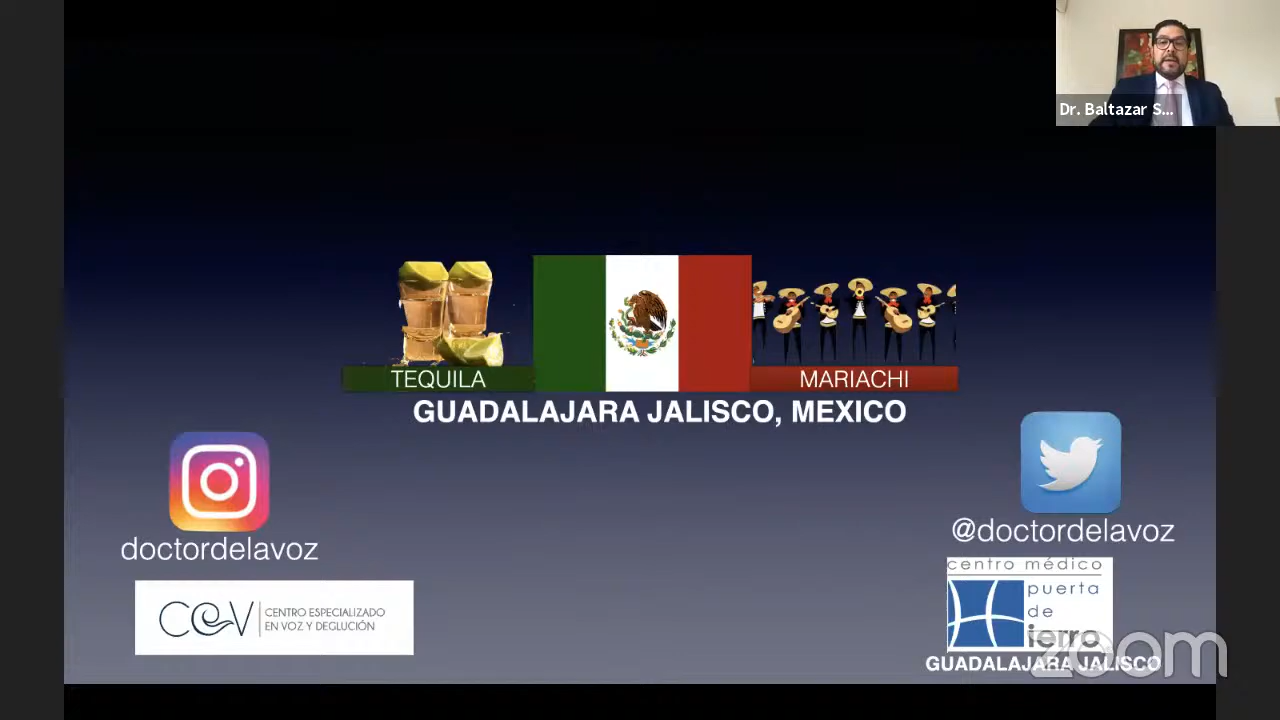 Dr. Baltazar S...
TEQUILA
MARIACHI
GUADALAJARA JALISCO, MEXICO
doctordelavoz
@doctordelavoz
CEV
CENTRO ESPECIALIZADO
EN VOZ Y DEGLUCIÓN
centro médico
puerta
de
ierro
GUADALAJARA JALISCO
zoom